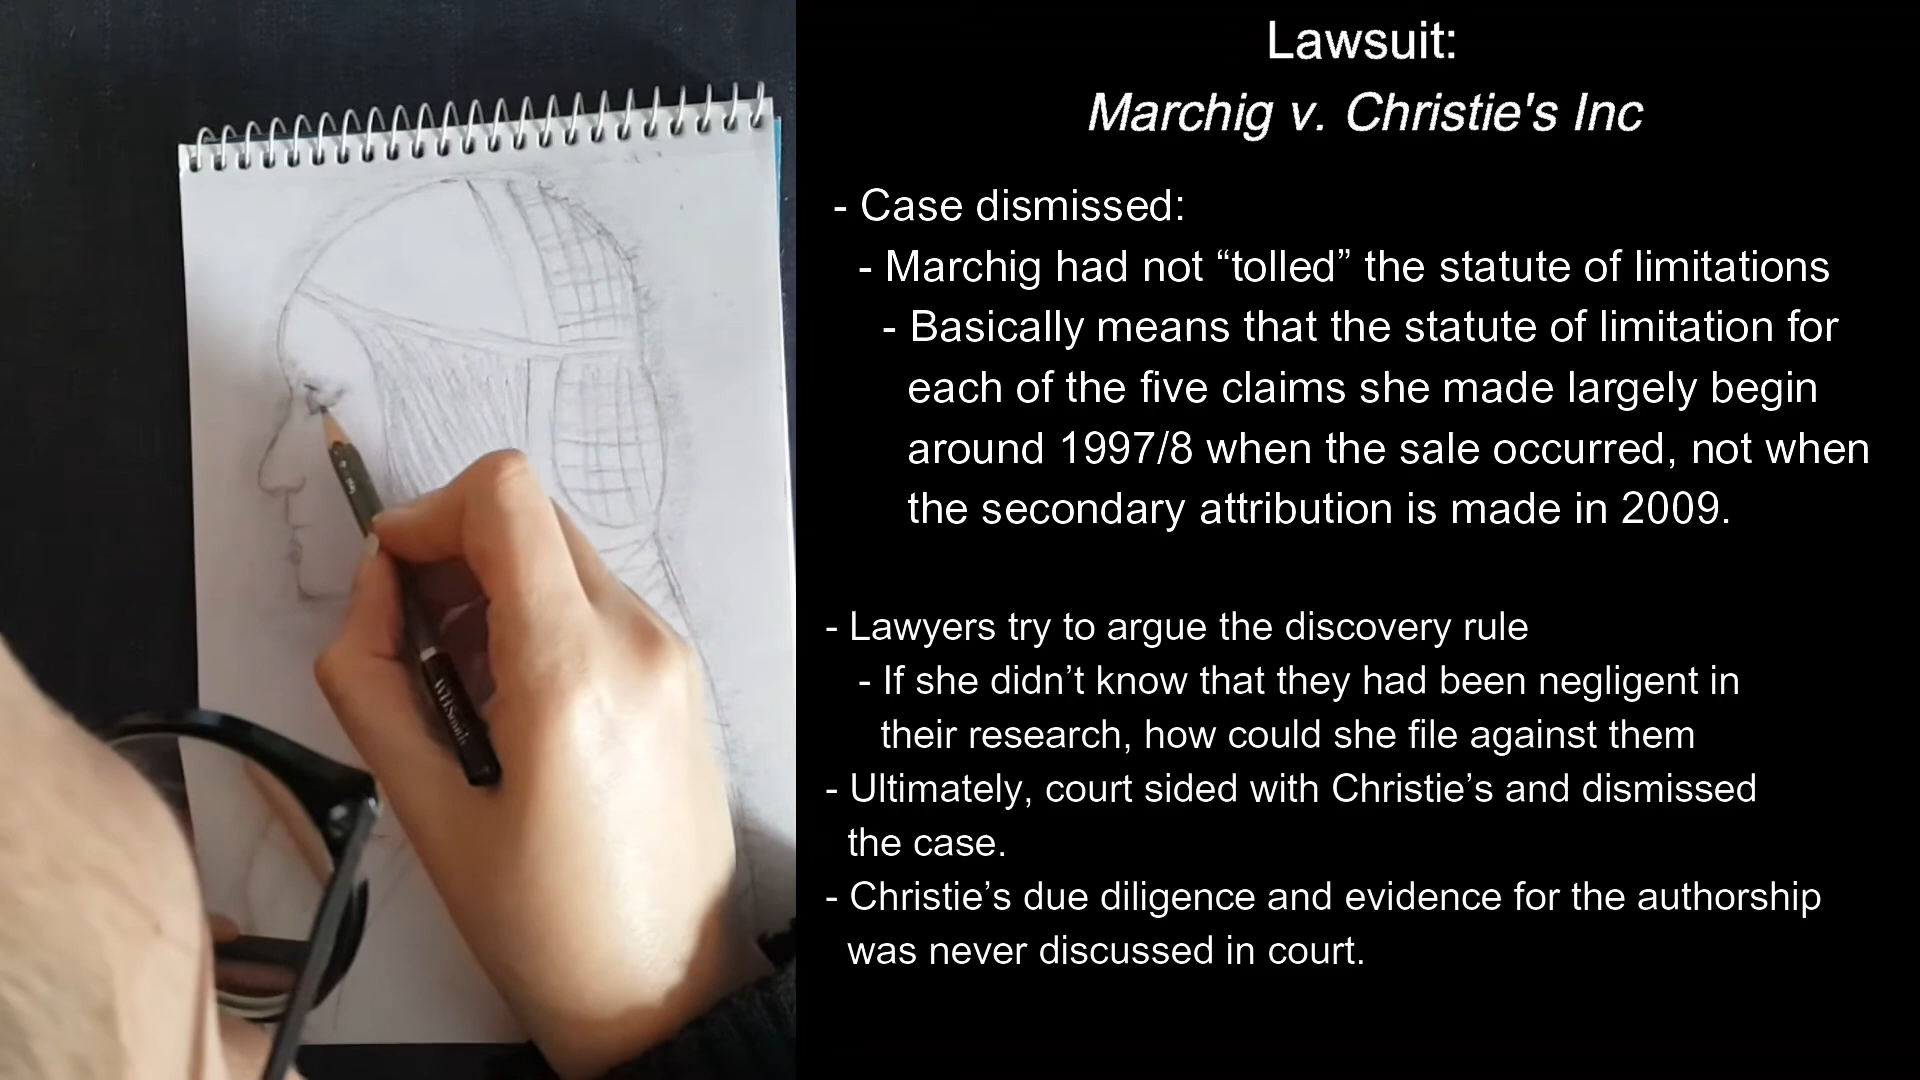 Lawsuit:
Marchig v. Christie's Inc
- Case dismissed:
- Marchig had not “tolled” the statute of limitations
- Basically means that the statute of limitation for
each of the five claims she made largely begin
around 1997/8 when the sale occurred, not when
the secondary attribution is made in 2009.
- Lawyers try to argue the discovery rule
- If she didn’t know that they had been negligent in
their research, how could she file against them
- Ultimately, court sided with Christie’s and dismissed
the case.
- Christie’s due diligence and evidence for the authorship
was never discussed in court.